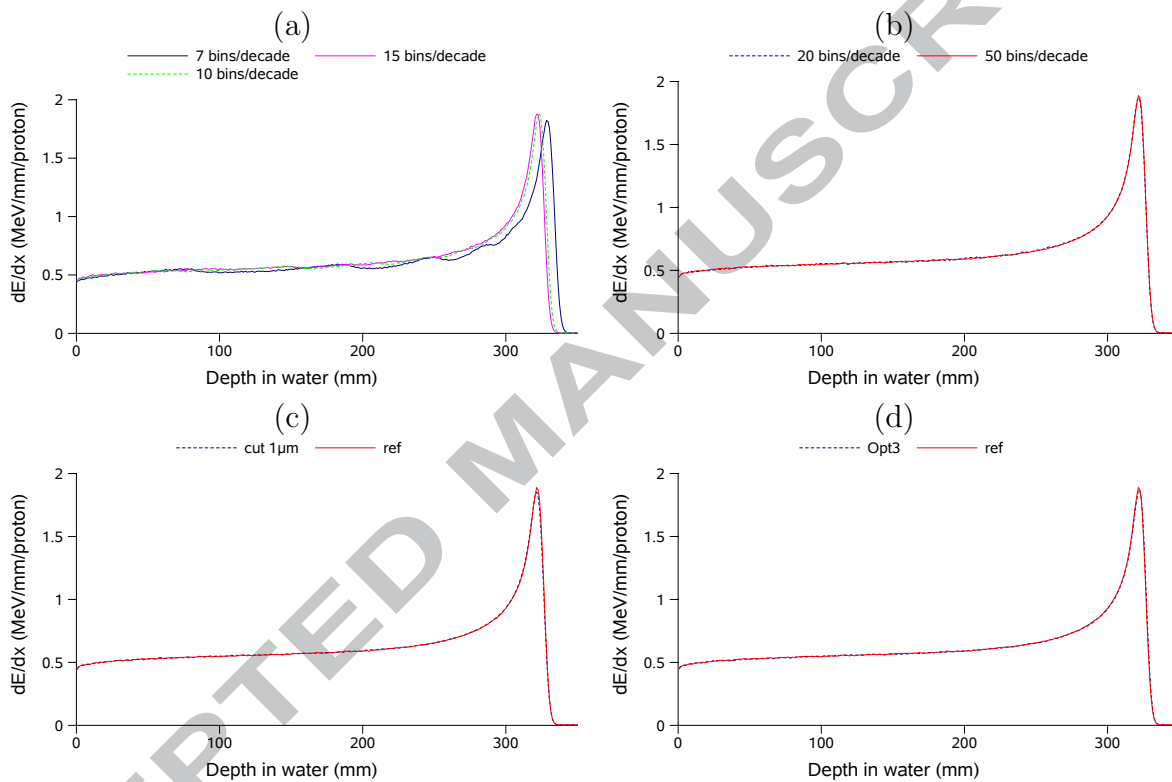 (a)
7 bins/decade 15 bins/decade
10 bins/decade
2
1.5
1
0.5
0
dE/dx (MeV/mm/proton)
0 100 200 300
Depth in water (mm)
(b)
20 bins/decade 50 bins/decade
2
1.5
1
0.5
0
dE/dx (MeV/mm/proton)
0 100 200 300
Depth in water (mm)
(c)
cut 1μm ref
2
1.5
1
0.5
0
dE/dx (MeV/mm/proton)
0 100 200 300
Depth in water (mm)
(d)
Opt3 ref
2
1.5
1
0.5
0
dE/dx (MeV/mm/proton)
0 100 200 300
Depth in water (mm)
PTED MANUSCR